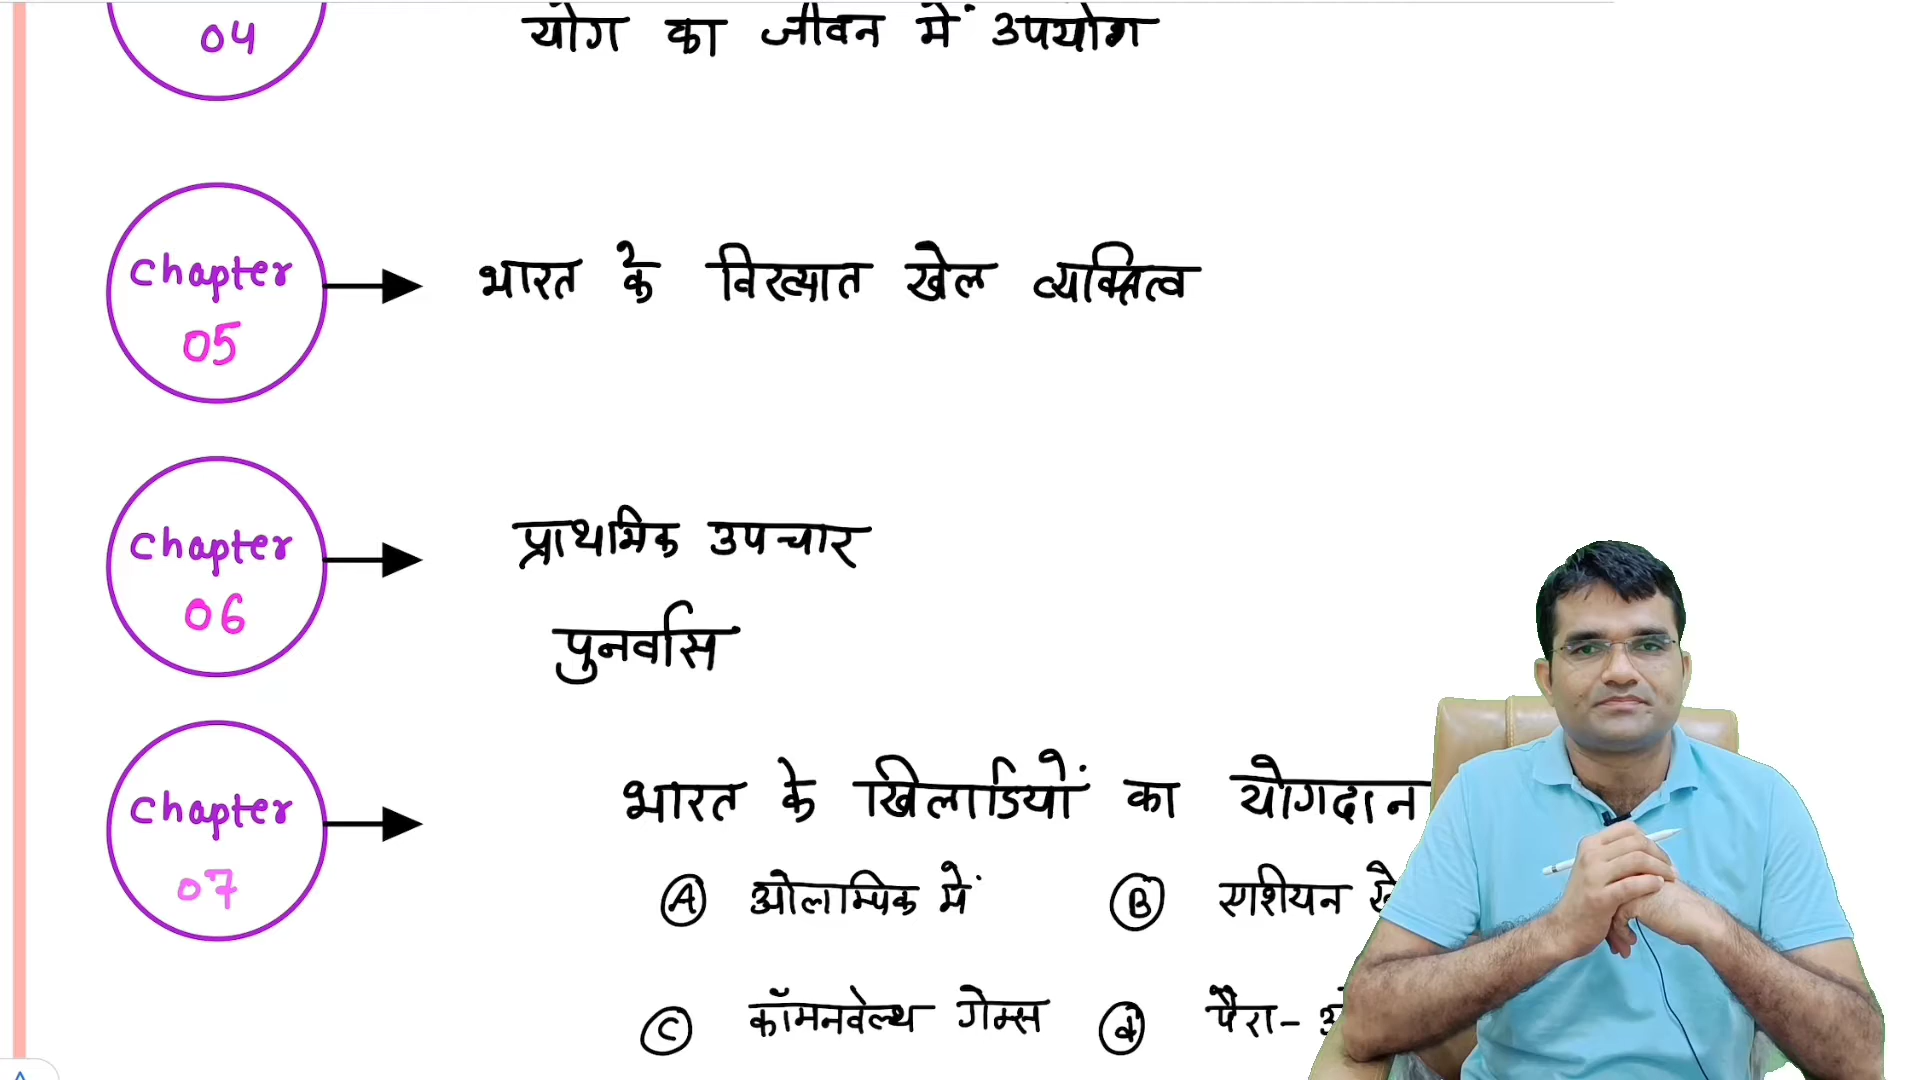 04
योग का जीवन में उपयोग
Chapter
05
भारत के विख्यात खेल व्यक्तित्व
Chapter
06
प्राथमिक उपचार
पुनर्वास
Chapter
07
भारत के खिलाडियों का योगदान
A ओलाम्पिक में
B एशियन
C कॉमनवेल्थ गेम्स
d पैरा-